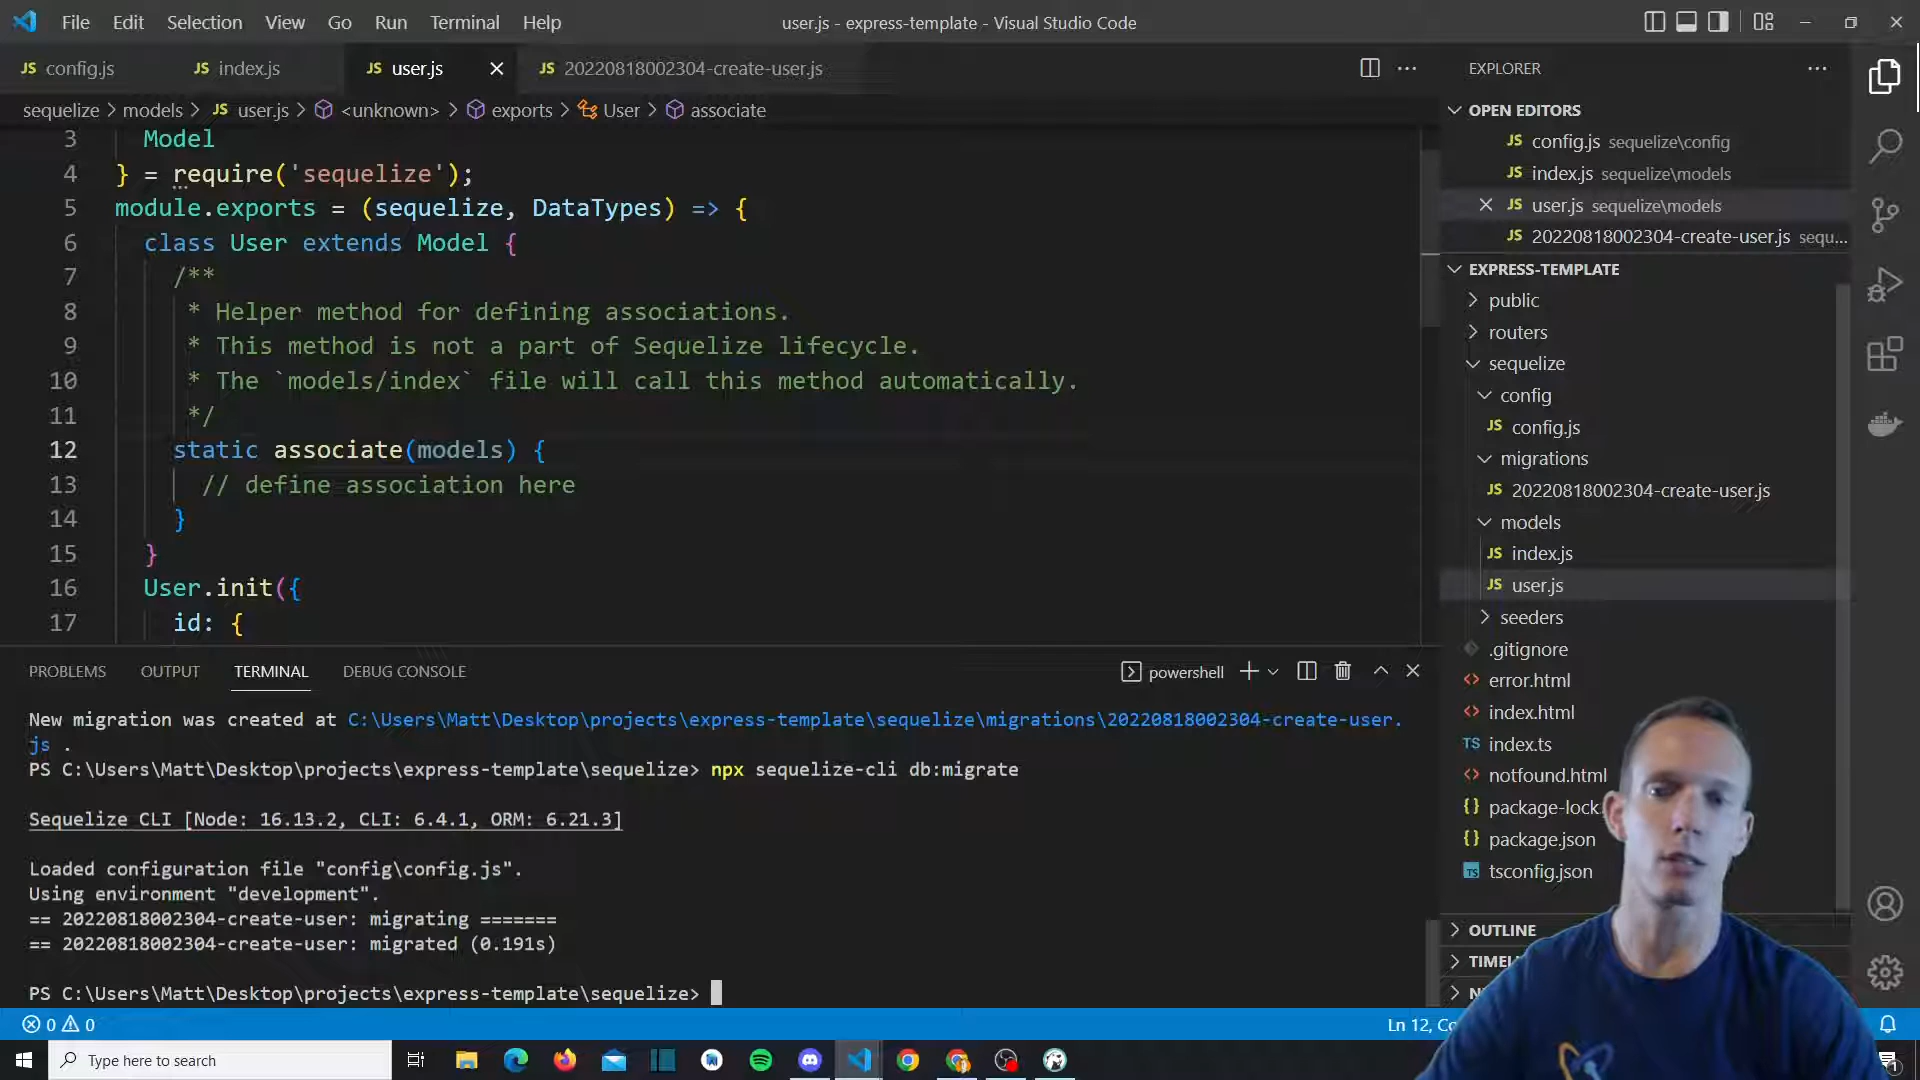 File Edit Selection View Go Run Terminal Help
user.js - express-template - Visual Studio Code
JS config.js
JS index.js
JS user.js
JS 20220818002304-create-user.js
sequelize > models > JS user.js > <unknown> > exports > User > associate
3 Model
4 } = require('sequelize');
5 module.exports = (sequelize, DataTypes) => {
6 class User extends Model {
7 /**
8 * Helper method for defining associations.
9 * This method is not a part of Sequelize lifecycle.
10 * The `models/index` file will call this method automatically.
11 */
12 static associate(models) {
13 // define association here
14 }
15 }
16 User.init({
17 id: {
PROBLEMS OUTPUT TERMINAL DEBUG CONSOLE
powershell
New migration was created at C:\Users\Matt\Desktop\projects\express-template\sequelize\migrations\20220818002304-create-user.
js .
PS C:\Users\Matt\Desktop\projects\express-template\sequelize> npx sequelize-cli db:migrate
Sequelize CLI [Node: 16.13.2, CLI: 6.4.1, ORM: 6.21.3]
Loaded configuration file "config\config.js".
Using environment "development".
== 20220818002304-create-user: migrating =======
== 20220818002304-create-user: migrated (0.191s)
PS C:\Users\Matt\Desktop\projects\express-template\sequelize>
EXPLORER
OPEN EDITORS
JS config.js sequelize\config
JS index.js sequelize\models
JS user.js sequelize\models
JS 20220818002304-create-user.js sequ...
EXPRESS-TEMPLATE
public
routers
sequelize
config
JS config.js
migrations
JS 20220818002304-create-user.js
models
JS index.js
JS user.js
seeders
.gitignore
error.html
index.html
TS index.ts
notfound.html
{} package-lock
{} package.json
TS tsconfig.json
OUTLINE
TIMEL
N
0 0
Ln 12, Co
Type here to search
1